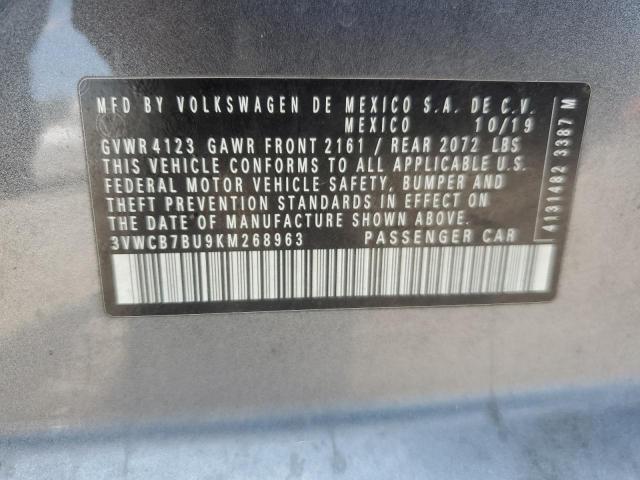 MFD BY VOLKSWAGEN DE MEXICO S.A. DE C.V.
MEXICO 10/19
GVWR 4123 GAWR FRONT 2161 / REAR 2072 LBS
THIS VEHICLE CONFORMS TO ALL APPLICABLE U.S.
FEDERAL MOTOR VEHICLE SAFETY, BUMPER AND
THEFT PREVENTION STANDARDS IN EFFECT ON
THE DATE OF MANUFACTURE SHOWN ABOVE.
3VWCB7BU9KM268963 PASSENGER CAR
4131482 3387 M